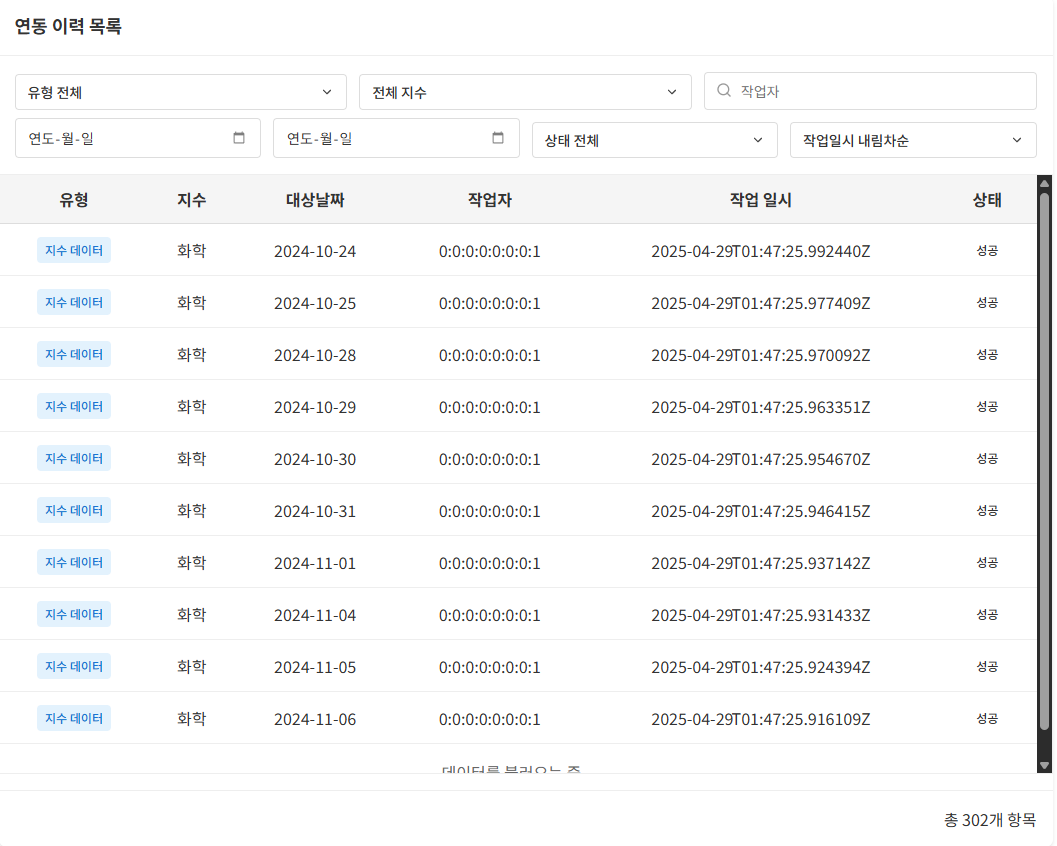 연동 이력 목록
유형 전체 전체 지수 작업자
연도-월-일 연도-월-일 상태 전체 작업일시 내림차순
유형 지수 대상날짜 작업자 작업 일시 상태
지수 데이터 화학 2024-10-24 0:0:0:0:0:0:0:1 2025-04-29T01:47:25.992440Z 성공
지수 데이터 화학 2024-10-25 0:0:0:0:0:0:0:1 2025-04-29T01:47:25.977409Z 성공
지수 데이터 화학 2024-10-28 0:0:0:0:0:0:0:1 2025-04-29T01:47:25.970092Z 성공
지수 데이터 화학 2024-10-29 0:0:0:0:0:0:0:1 2025-04-29T01:47:25.963351Z 성공
지수 데이터 화학 2024-10-30 0:0:0:0:0:0:0:1 2025-04-29T01:47:25.954670Z 성공
지수 데이터 화학 2024-10-31 0:0:0:0:0:0:0:1 2025-04-29T01:47:25.946415Z 성공
지수 데이터 화학 2024-11-01 0:0:0:0:0:0:0:1 2025-04-29T01:47:25.937142Z 성공
지수 데이터 화학 2024-11-04 0:0:0:0:0:0:0:1 2025-04-29T01:47:25.931433Z 성공
지수 데이터 화학 2024-11-05 0:0:0:0:0:0:0:1 2025-04-29T01:47:25.924394Z 성공
지수 데이터 화학 2024-11-06 0:0:0:0:0:0:0:1 2025-04-29T01:47:25.916109Z 성공
데이터를 불러오는 중
총 302개 항목